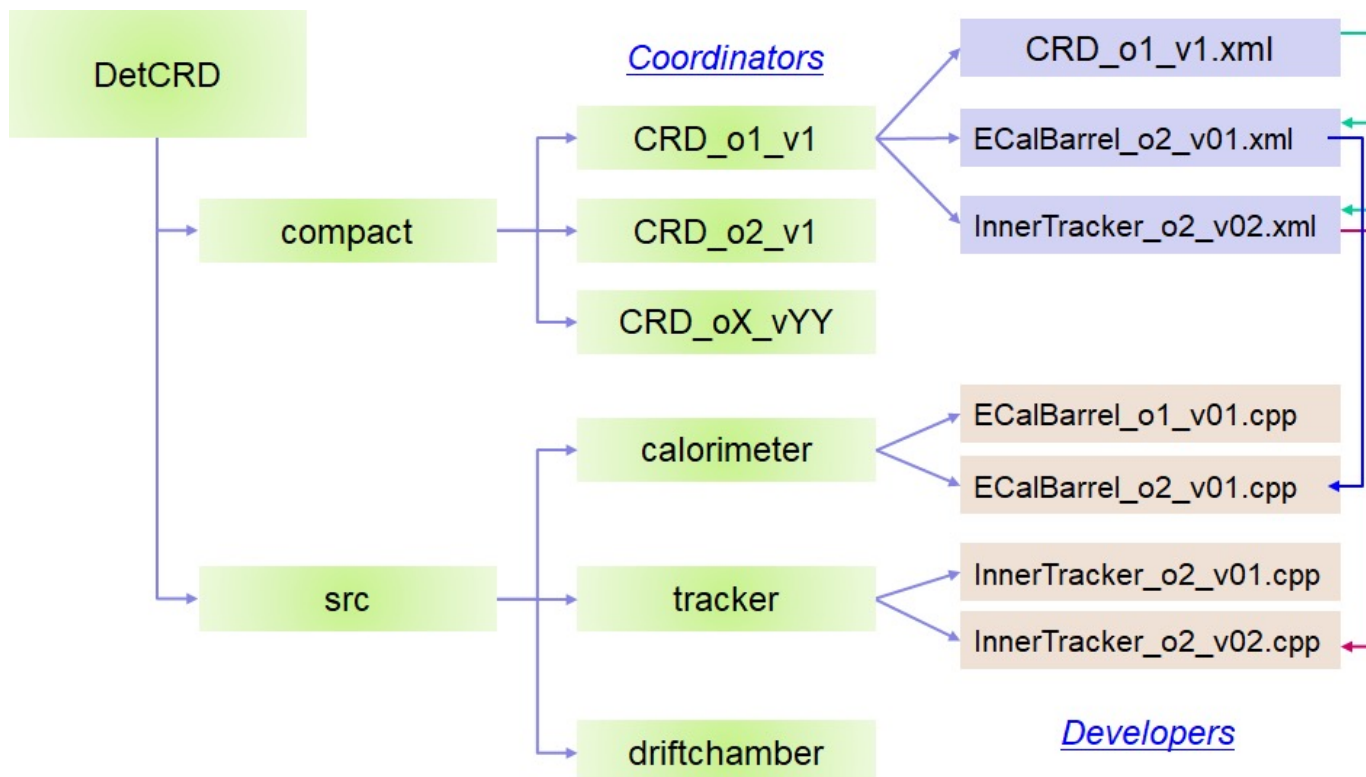 DetCRD
Coordinators
CRD_o1_v1.xml
CRD_o1_v1
ECalBarrel_o2_v01.xml
compact
CRD_o2_v1
InnerTracker_o2_v02.xml
CRD_oX_vYY
ECalBarrel_o1_v01.cpp
calorimeter
ECalBarrel_o2_v01.cpp
InnerTracker_o2_v01.cpp
src
tracker
InnerTracker_o2_v02.cpp
Developers
driftchamber